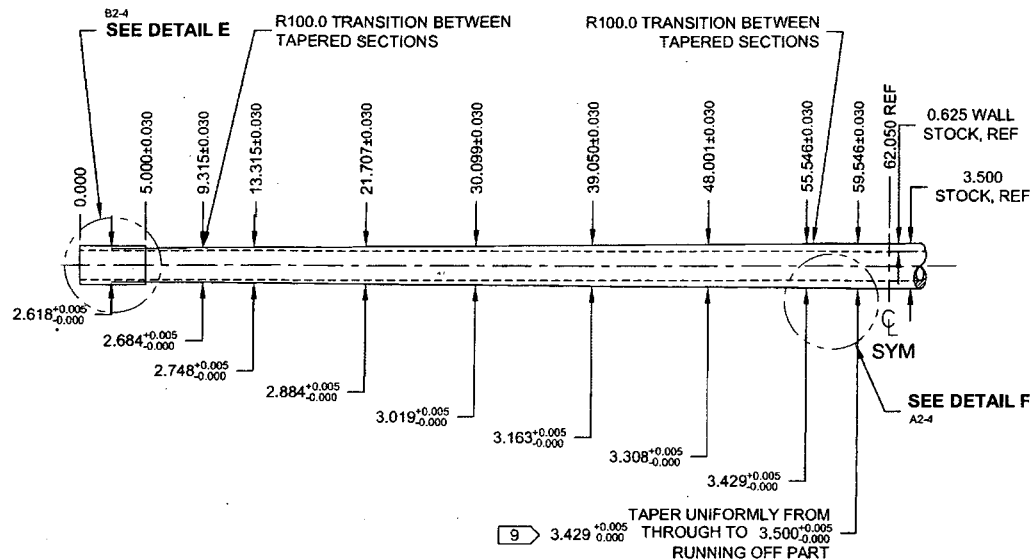 B2-4
SEE DETAIL E
R100.0 TRANSITION BETWEEN
TAPERED SECTIONS
R100.0 TRANSITION BETWEEN
TAPERED SECTIONS
0.000
5.000±0.030
9.315±0.030
13.315±0.030
21.707±0.030
30.099±0.030
39.050±0.030
48.001±0.030
55.546±0.030
59.546±0.030
62.050 REF
0.625 WALL
STOCK, REF
3.500
STOCK, REF
2.618 +0.005 -0.000
2.684 +0.005 -0.000
2.748 +0.005 -0.000
2.884 +0.005 -0.000
3.019 +0.005 -0.000
3.163 +0.005 -0.000
3.308 +0.005 -0.000
3.429 +0.005 -0.000
℄
SYM
SEE DETAIL F
A2-4
TAPER UNIFORMLY FROM
9 3.429 +0.005 0.000 THROUGH TO 3.500 +0.005 -0.000
RUNNING OFF PART